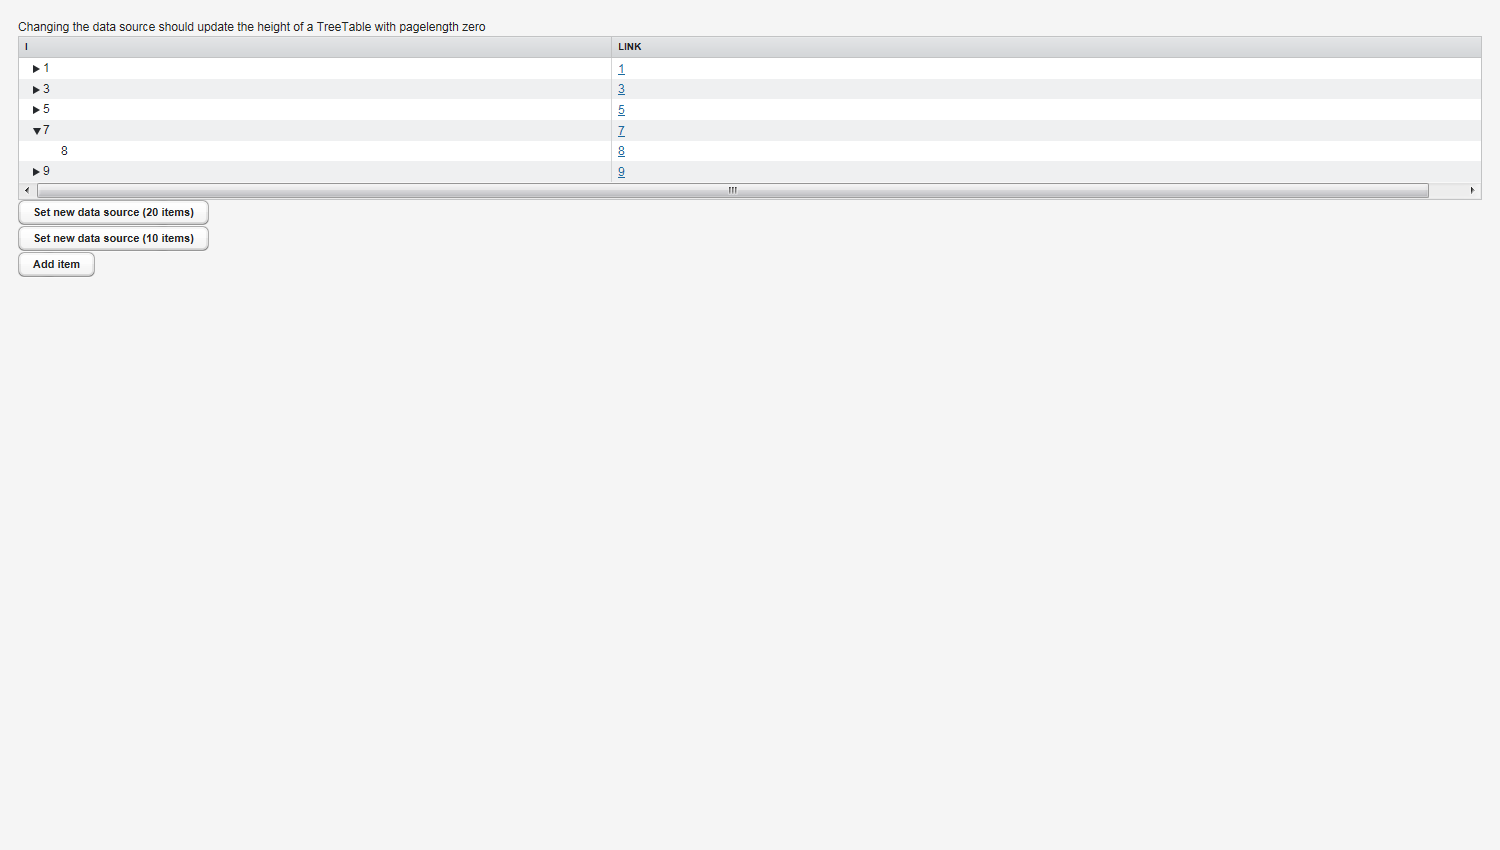 Changing the data source should update the height of a TreeTable with pagelength zero
I LINK
1 1
3 3
5 5
7 7
8 8
9 9
Set new data source (20 items)
Set new data source (10 items)
Add item